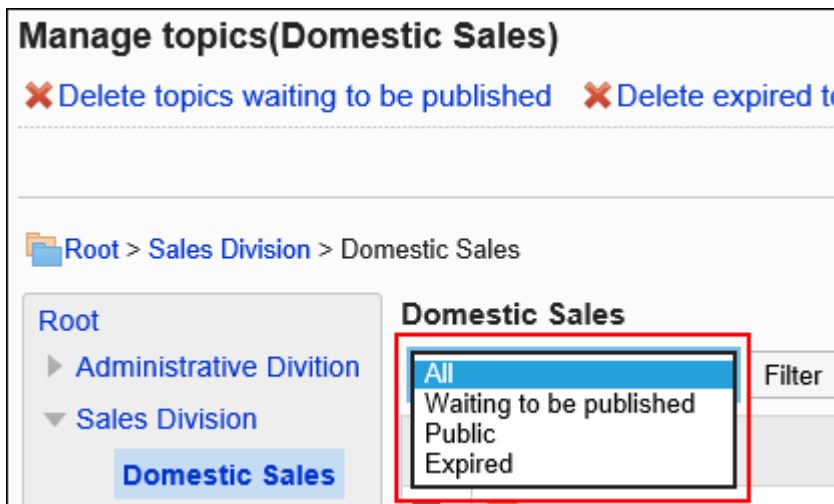 Manage topics(Domestic Sales)
Delete topics waiting to be published Delete expired
Root > Sales Division > Domestic Sales
Root
Administrative Divition
Sales Division
Domestic Sales
Domestic Sales
All
Waiting to be published
Public
Expired
Filter